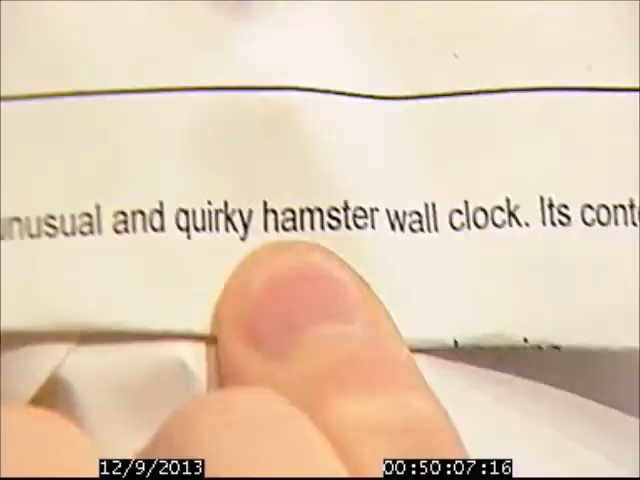 unusual and quirky hamster wall clock. Its conte
12/9/2013 00:50:07:16